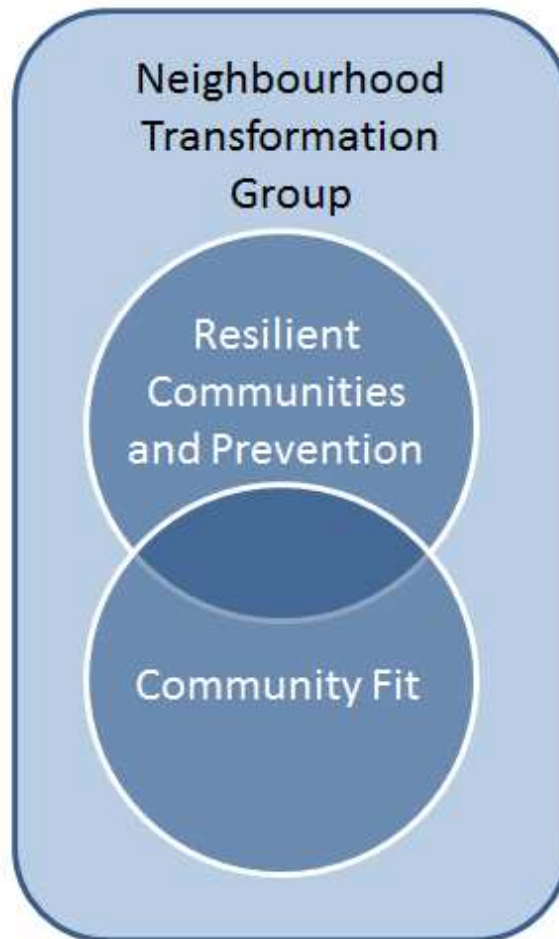 Neighbourhood
Transformation
Group
Resilient
Communities
and Prevention
Community Fit